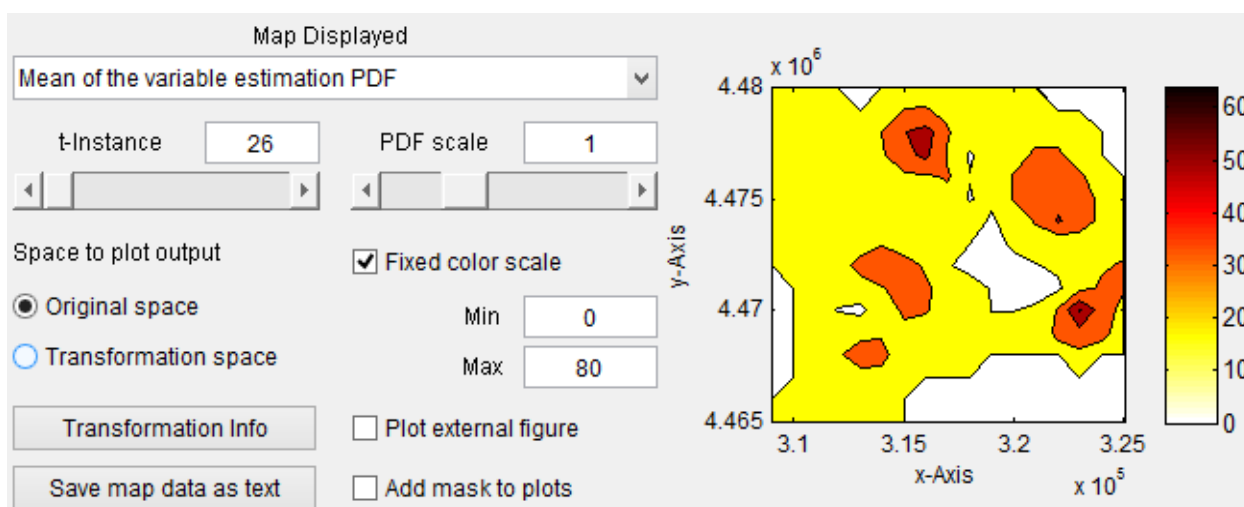 Map Displayed
Mean of the variable estimation PDF
t-Instance 26 PDF scale 1
Space to plot output
Fixed color scale
Original space
Min 0
Transformation space
Max 80
Transformation Info
Plot external figure
Save map data as text
Add mask to plots
x 10^6
4.48
4.475
4.47
4.465
y-Axis
3.1 3.15 3.2 3.25
x-Axis
x 10^5
60
50
40
30
20
10
0